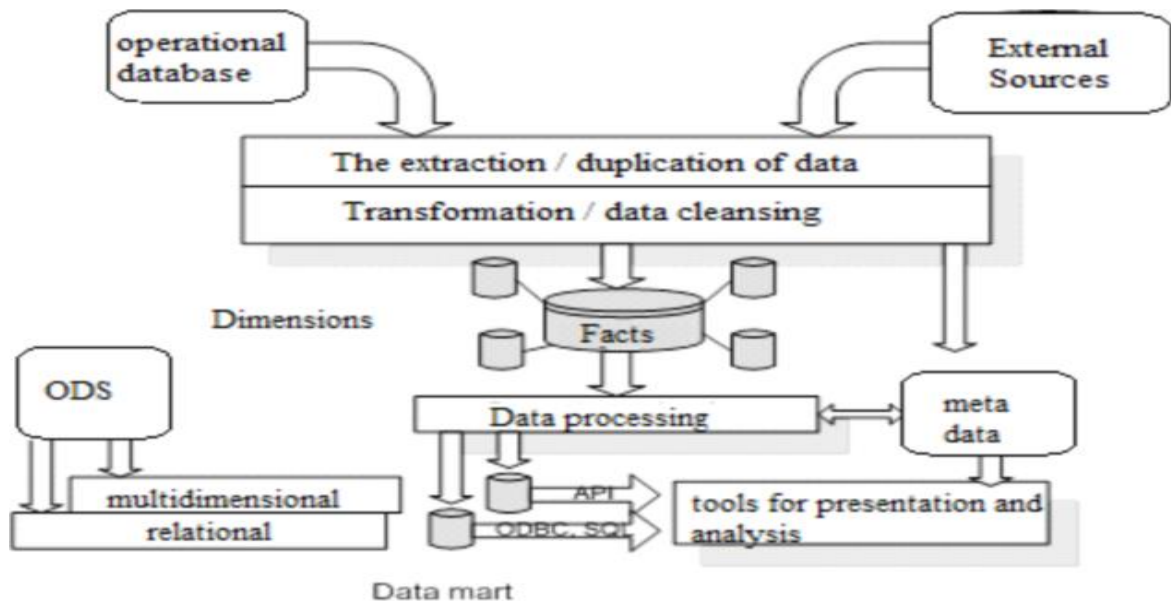 operational
database
External
Sources
The extraction / duplication of data
Transformation / data cleansing
Dimensions
Facts
ODS
Data processing
meta
data
multidimensional
relational
API
ODBC, SQL
tools for presentation and
analysis
Data mart